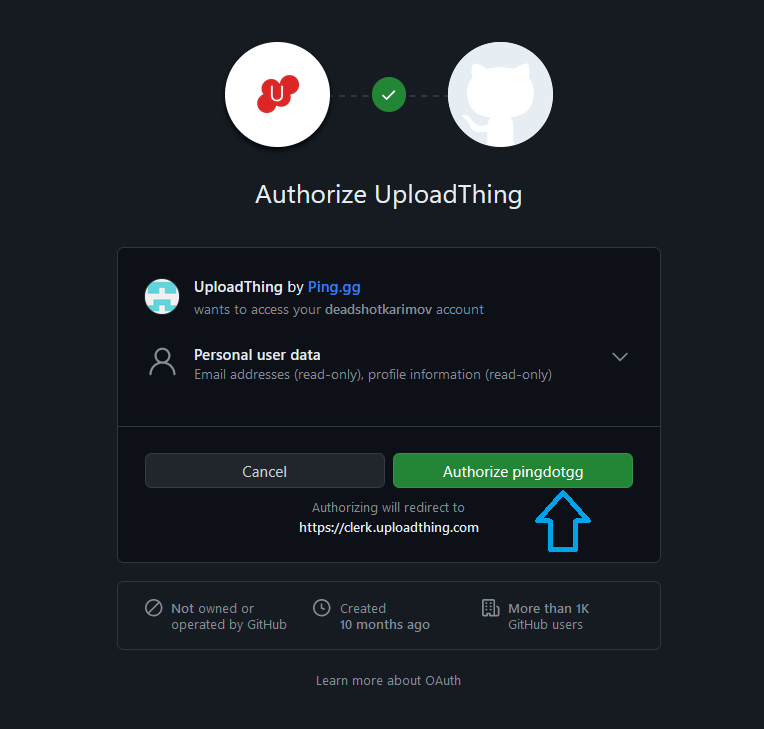 U
Authorize UploadThing
UploadThing by Ping.gg
wants to access your deadshotkarimov account
Personal user data
Email addresses (read-only), profile information (read-only)
Cancel
Authorize pingdotgg
Authorizing will redirect to
https://clerk.uploadthing.com
Not owned or
operated by GitHub
Created
10 months ago
More than 1K
GitHub users
Learn more about OAuth